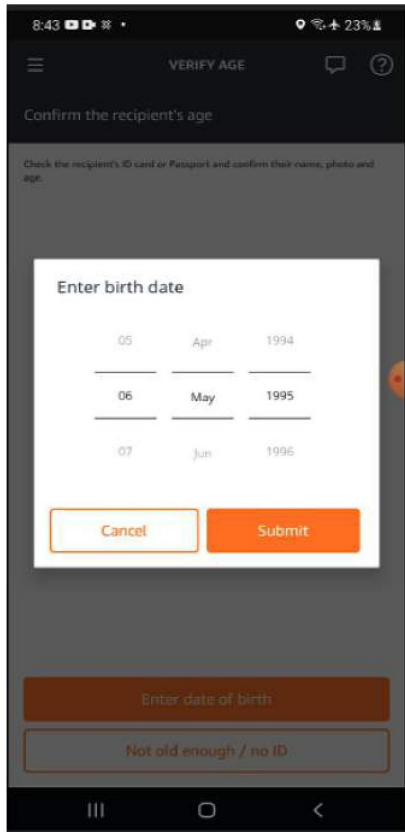 8:43
23%
VERIFY AGE
Confirm the recipient's age
Check the recipient's ID card or Passport and confirm their name, photo and
age.
Enter birth date
05 Apr 1994
06 May 1995
07 Jun 1996
Cancel Submit
Enter date of birth
Not old enough / no ID